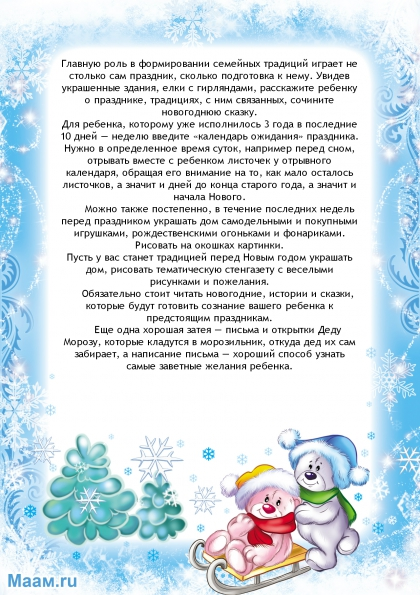 Главную роль в формировании семейных традиций играет не
столько сам праздник, сколько подготовка к нему. Увидев
украшенные здания, елки с гирляндами, расскажите ребенку
о празднике, традициях, с ним связанных, сочините
новогоднюю сказку.
Для ребенка, которому уже исполнилось 3 года в последние
10 дней — неделю введите «календарь ожидания» праздника.
Нужно в определенное время суток, например перед сном,
отрывать вместе с ребенком листочек у отрывного
календаря, обращая его внимание на то, как мало осталось
листочков, а значит и дней до конца старого года, а значит и
начала Нового.
Можно также постепенно, в течение последних недель
перед праздником украшать дом самодельными и покупными
игрушками, рождественскими огоньками и фонариками.
Рисовать на окошках картинки.
Пусть у вас станет традицией перед Новым годом украшать
дом, рисовать тематическую стенгазету с веселыми
рисунками и пожелания.
Обязательно стоит читать новогодние, истории и сказки,
которые будут готовить сознание вашего ребенка к
предстоящим праздникам.
Еще одна хорошая затея — письма и открытки Деду
Морозу, которые кладутся в морозильник, откуда дед их сам
забирает, а написание письма — хороший способ узнать
самые заветные желания ребенка.
Maam.ru